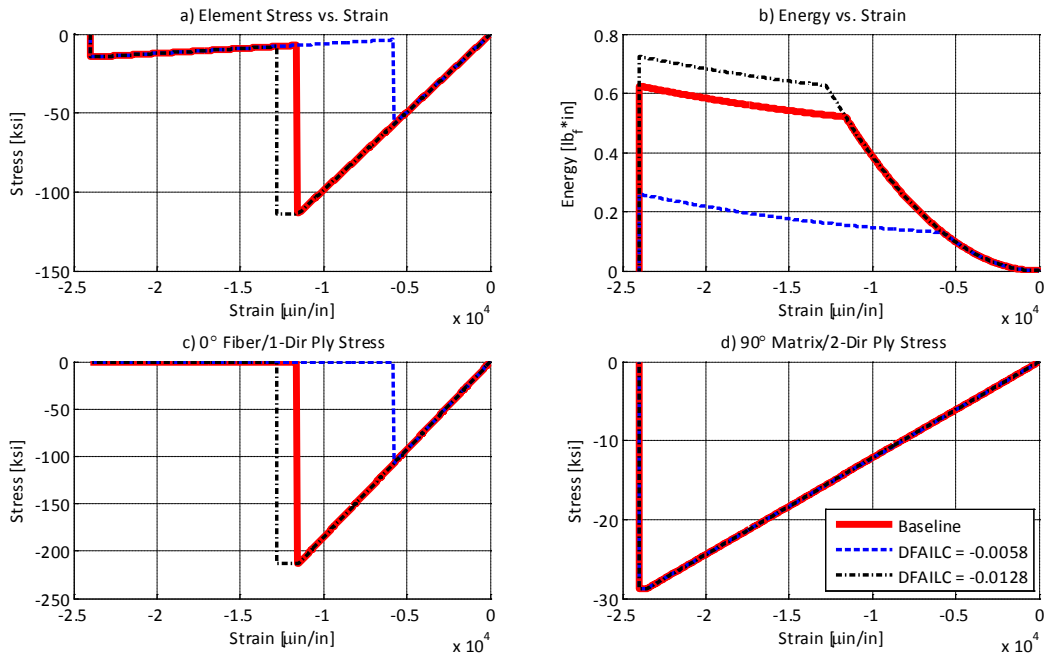 a) Element Stress vs. Strain
0
-50
-100
-150
Stress [ksi]
-2.5 -2 -1.5 -1 -0.5 0
Strain [μin/in]
x 10^4
b) Energy vs. Strain
0.8
0.6
0.4
0.2
0
Energy [lb_f*in]
-2.5 -2 -1.5 -1 -0.5 0
Strain [μin/in]
x 10^4
c) 0° Fiber/1-Dir Ply Stress
0
-50
-100
-150
-200
-250
Stress [ksi]
-2.5 -2 -1.5 -1 -0.5 0
Strain [μin/in]
x 10^4
d) 90° Matrix/2-Dir Ply Stress
0
-10
-20
-30
Stress [ksi]
Baseline
DFAILC = -0.0058
DFAILC = -0.0128
-2.5 -2 -1.5 -1 -0.5 0
Strain [μin/in]
x 10^4